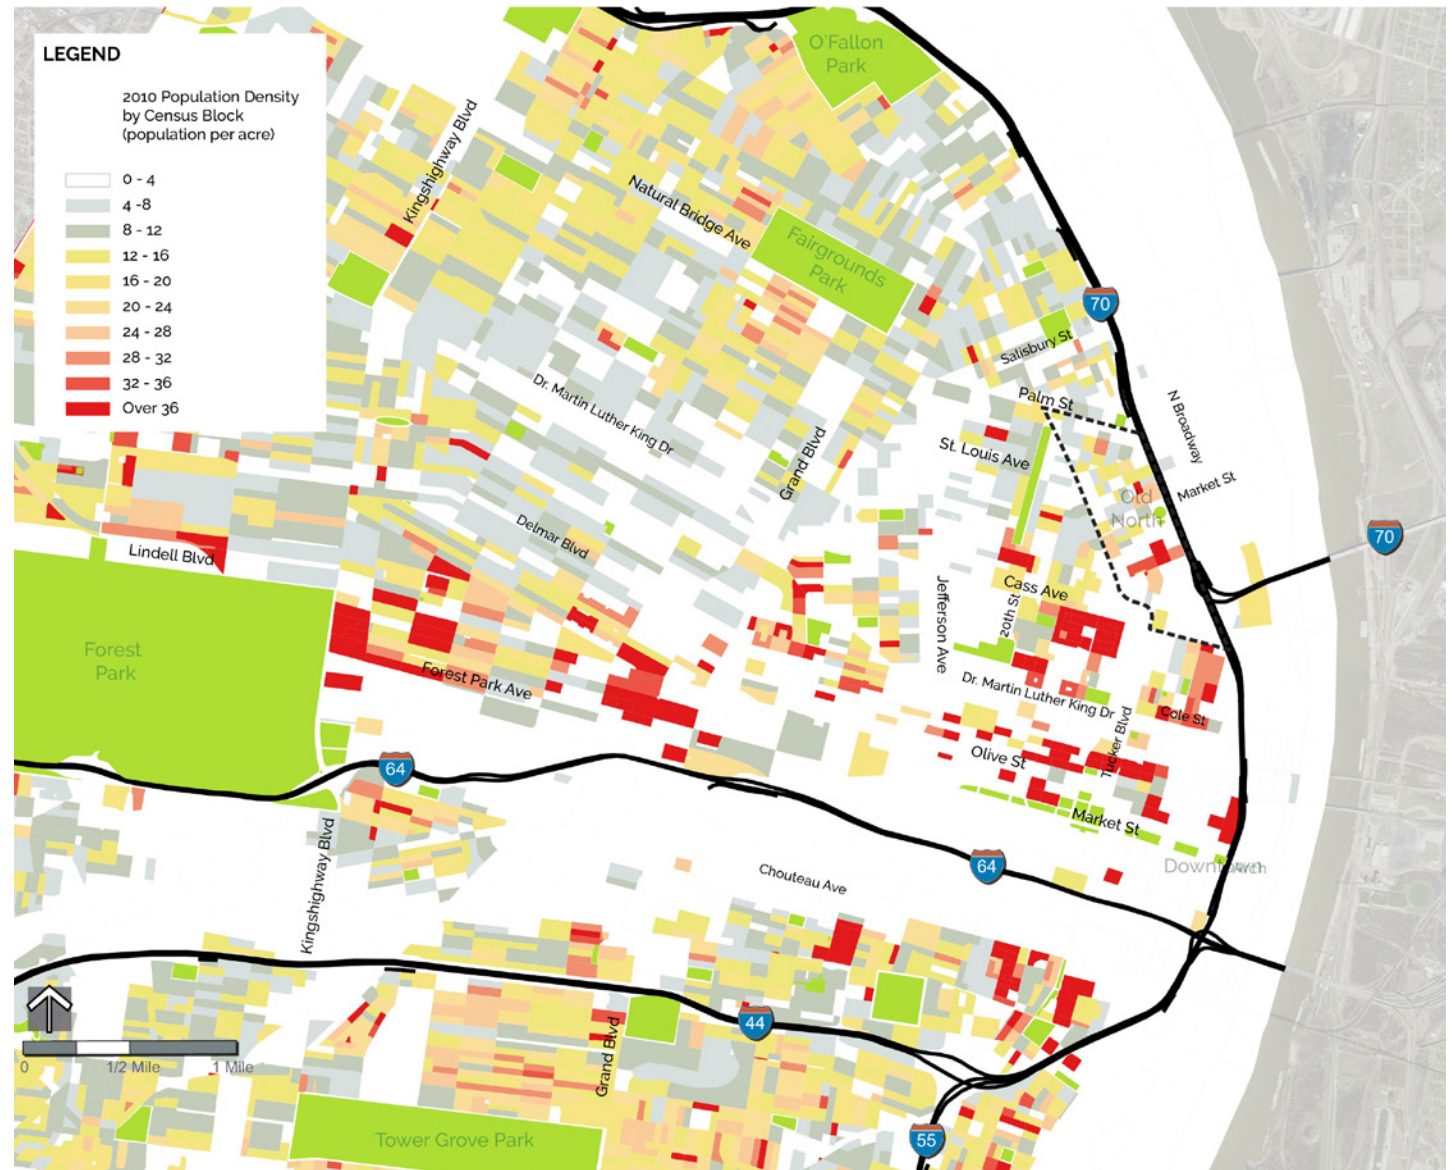 LEGEND
2010 Population Density
by Census Block
(population per acre)
0 - 4
4 -8
8 - 12
12 - 16
16 - 20
20 - 24
24 - 28
28 - 32
32 - 36
Over 36
O'Fallon
Park
Kingshighway Blvd
Natural Bridge Ave
Fairgrounds
Park
70
Salisbury St
Palm St
N Broadway
Dr. Martin Luther King Dr
Grand Blvd
St. Louis Ave
Market St
Old
North
70
Delmar Blvd
Lindell Blvd
Cass Ave
20th St
Jefferson Ave
Forest
Park
Forest Park Ave
Dr. Martin Luther King Dr
Cole St
Tucker Blvd
Olive St
64
Market St
64
Downtown
Arch
Chouteau Ave
Kingshighway Blvd
44
Grand Blvd
0
1/2 Mile
1 Mile
Tower Grove Park
55